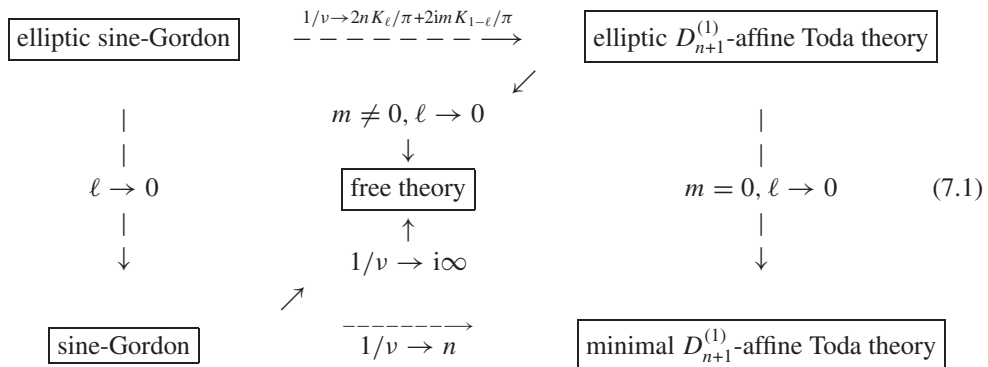 1/ν→2nK_ℓ/π+2imK_{1−ℓ}/π
elliptic sine-Gordon − − − − − − − → elliptic D_{n+1}^{(1)}-affine Toda theory
↙
| m ≠ 0, ℓ → 0 |
| ↓ |
ℓ → 0 free theory m = 0, ℓ → 0 (7.1)
| ↑ |
↓ 1/ν → i∞ ↓
↗
sine-Gordon −−−−−−−→ minimal D_{n+1}^{(1)}-affine Toda theory
1/ν → n